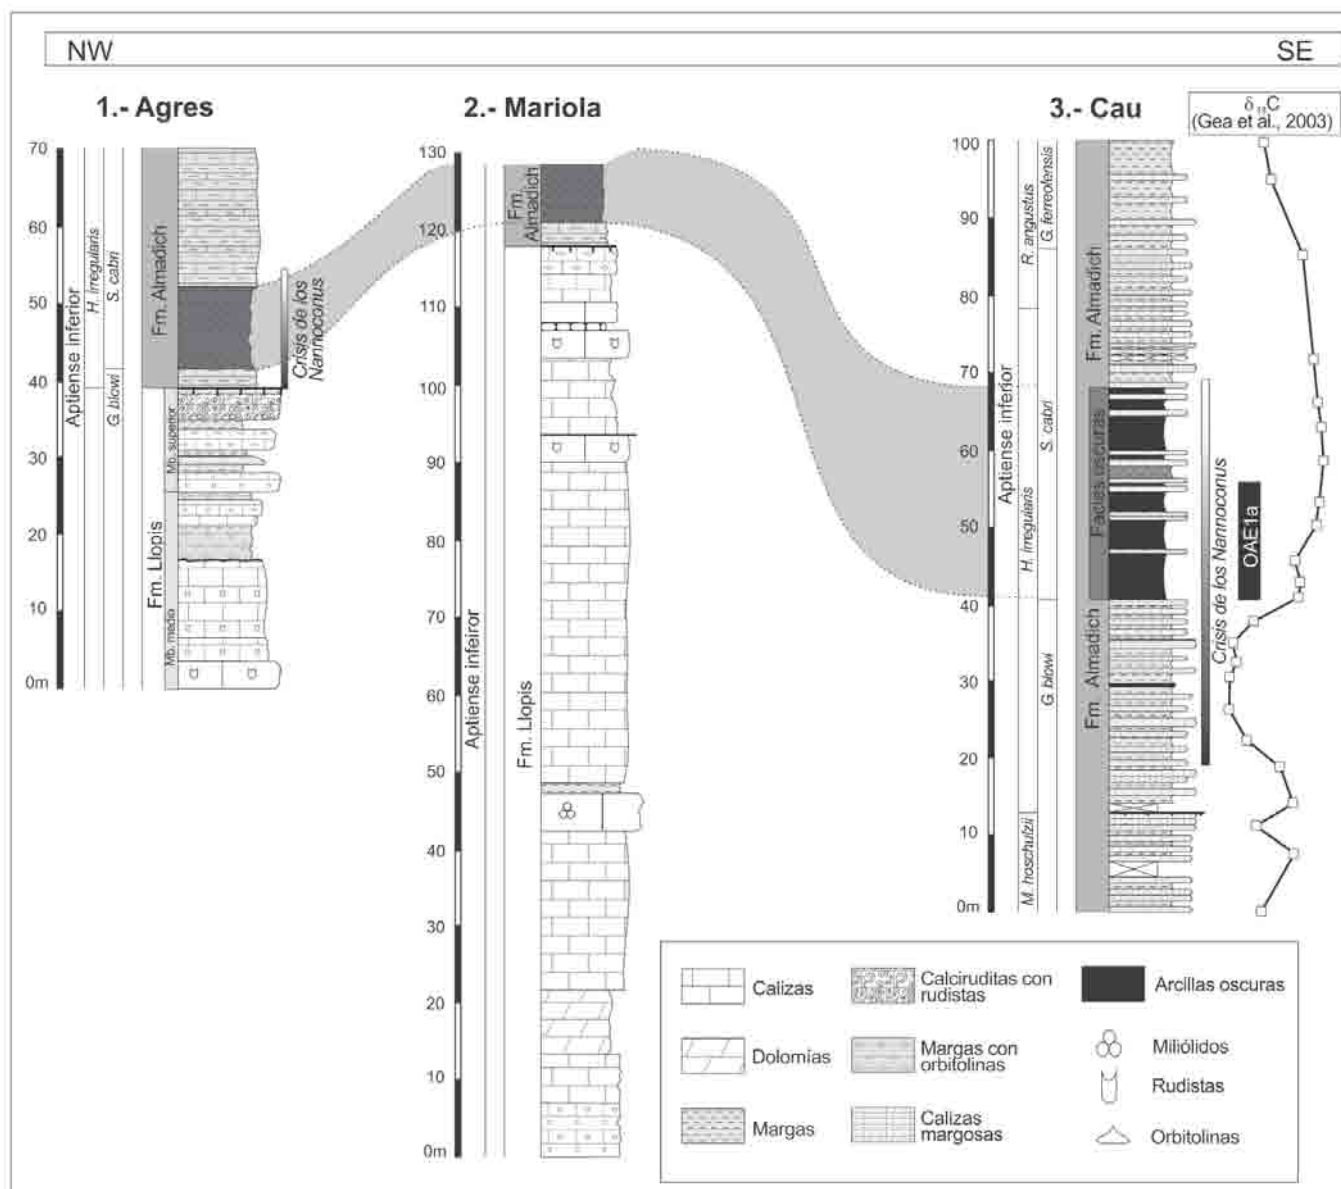 NW
SE
1.- Agres
2.- Mariola
3.- Cau
δ 13C
(Gea et al., 2003)
70
60
50
40
30
20
10
0m
Aptiense inferior
H. irregularis
S. cabri
G. blowi
Fm. Almadich
Fm. Llopis
Mb. superior
Mb. medio
Crisis de los
Nannoconus
130
120
110
100
90
80
70
60
50
40
30
20
10
0m
Aptiense infeiror
Fm.
Almadich
Fm. Llopis
100
90
80
70
60
50
40
30
20
10
0m
Aptiense inferior
R. angustus
H. irregularis
M. hoschulzii
G. ferreolensis
S. cabri
G. blowi
Fm. Almadich
Facies oscuras
Fm. Almadich
Crisis de los Nannoconus
OAE1a
Calizas
Dolomías
Margas
Calciruditas con
rudistas
Margas con
orbitolinas
Calizas
margosas
Arcillas oscuras
Miliólidos
Rudistas
Orbitolinas